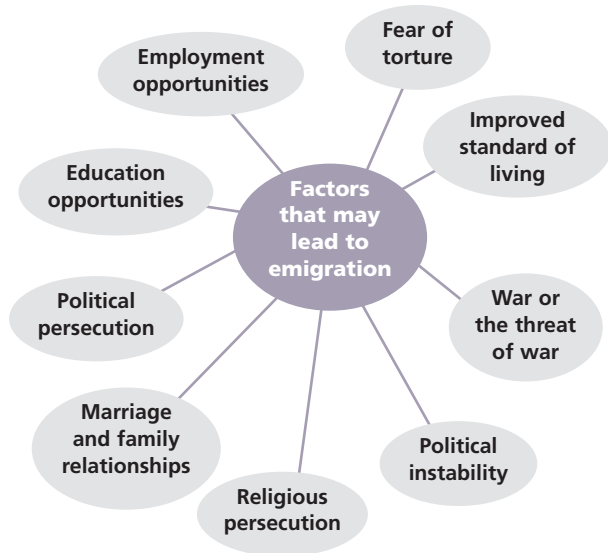 Factors
that may
lead to
emigration
Fear of
torture
Improved
standard of
living
War or
the threat
of war
Political
instability
Religious
persecution
Marriage
and family
relationships
Political
persecution
Education
opportunities
Employment
opportunities